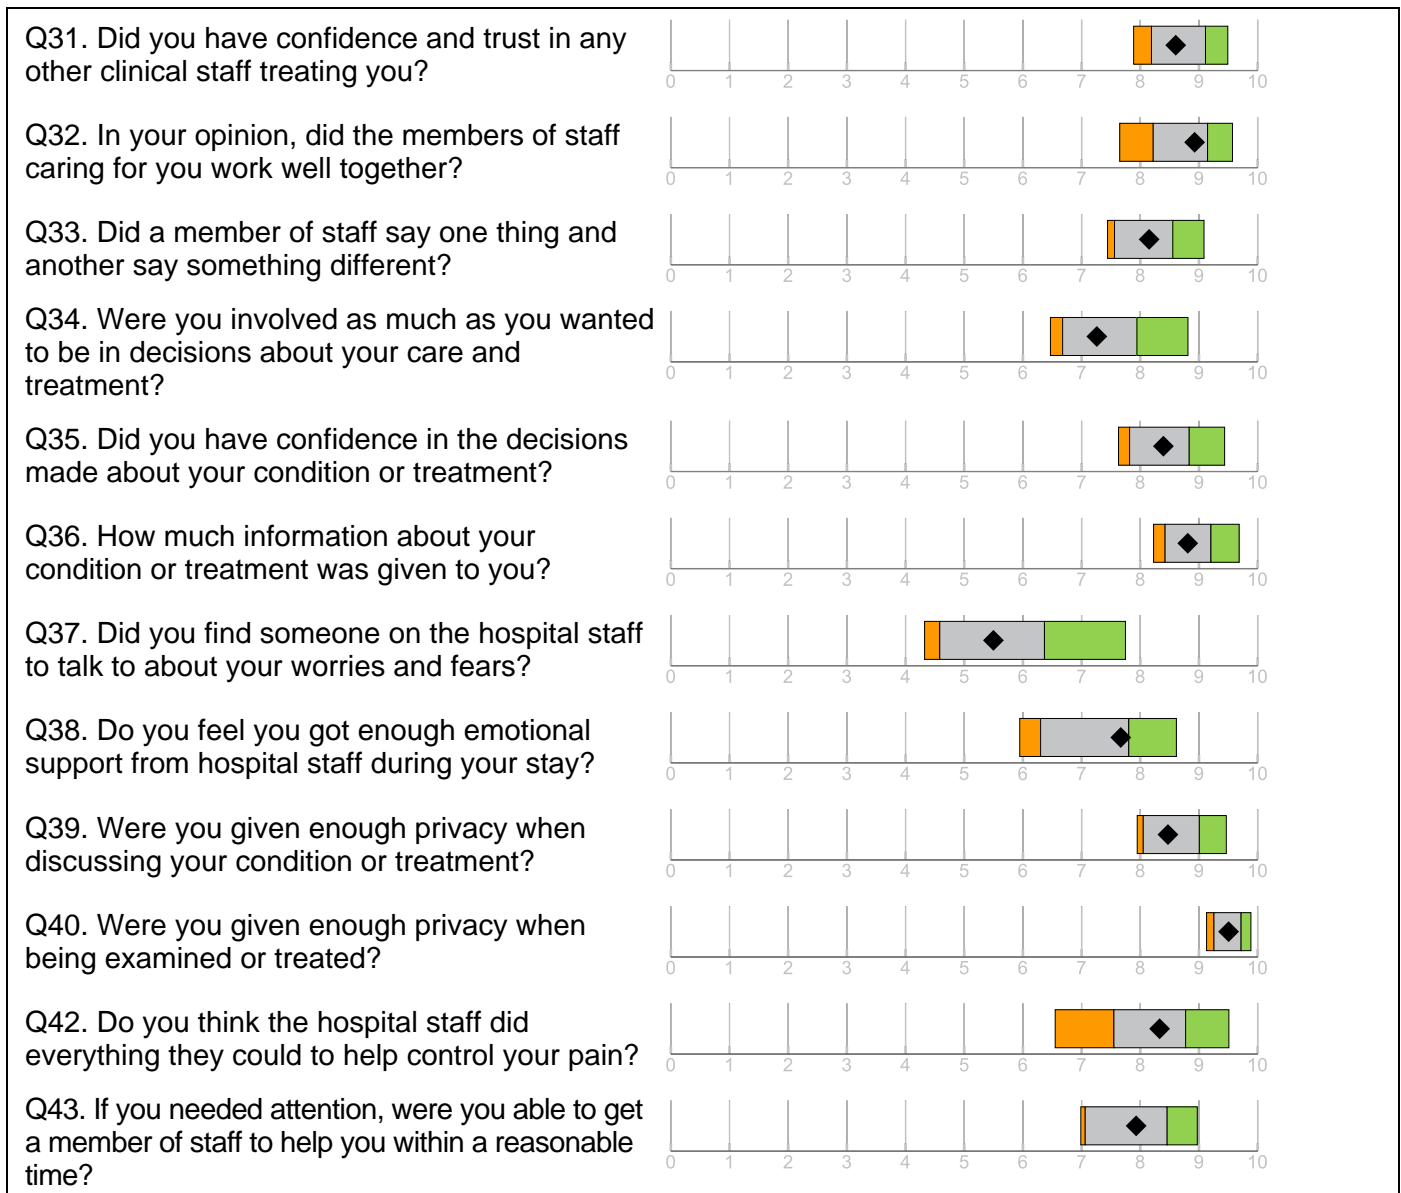 Q31. Did you have confidence and trust in any
other clinical staff treating you?
0 1 2 3 4 5 6 7 8 9 10
Q32. In your opinion, did the members of staff
caring for you work well together?
0 1 2 3 4 5 6 7 8 9 10
Q33. Did a member of staff say one thing and
another say something different?
0 1 2 3 4 5 6 7 8 9 10
Q34. Were you involved as much as you wanted
to be in decisions about your care and
treatment?
0 1 2 3 4 5 6 7 8 9 10
Q35. Did you have confidence in the decisions
made about your condition or treatment?
0 1 2 3 4 5 6 7 8 9 10
Q36. How much information about your
condition or treatment was given to you?
0 1 2 3 4 5 6 7 8 9 10
Q37. Did you find someone on the hospital staff
to talk to about your worries and fears?
0 1 2 3 4 5 6 7 8 9 10
Q38. Do you feel you got enough emotional
support from hospital staff during your stay?
0 1 2 3 4 5 6 7 8 9 10
Q39. Were you given enough privacy when
discussing your condition or treatment?
0 1 2 3 4 5 6 7 8 9 10
Q40. Were you given enough privacy when
being examined or treated?
0 1 2 3 4 5 6 7 8 9 10
Q42. Do you think the hospital staff did
everything they could to help control your pain?
0 1 2 3 4 5 6 7 8 9 10
Q43. If you needed attention, were you able to get
a member of staff to help you within a reasonable
time?
0 1 2 3 4 5 6 7 8 9 10